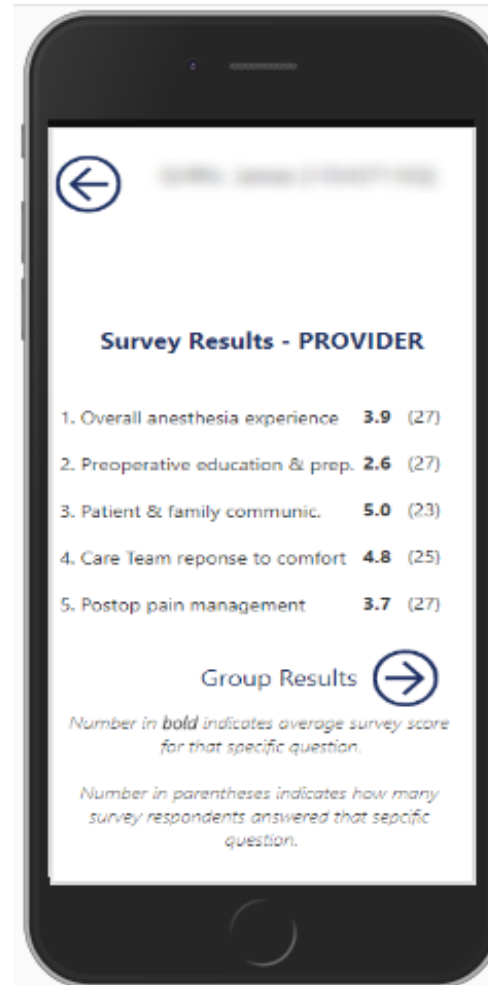 Survey Results - PROVIDER
1. Overall anesthesia experience 3.9 (27)
2. Preoperative education & prep. 2.6 (27)
3. Patient & family communic. 5.0 (23)
4. Care Team reponse to comfort 4.8 (25)
5. Postop pain management 3.7 (27)
Group Results
Number in bold indicates average survey score
for that specific question.
Number in parentheses indicates how many
survey respondents answered that sepcific
question.